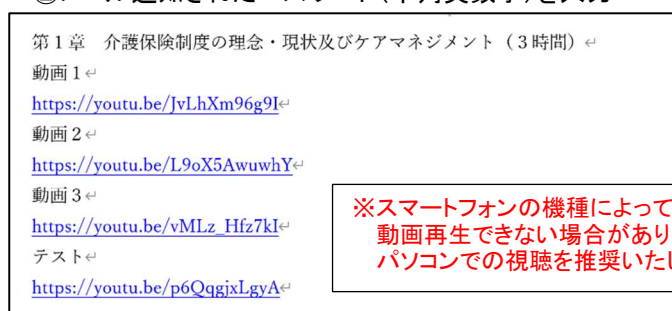 第1章 介護保険制度の理念・現状及びケアマネジメント（3時間）↵
動画1↵
https://youtu.be/JvLhXm96g9I↵
動画2↵
https://youtu.be/L9oX5AwuwhY↵
動画3↵
https://youtu.be/vMLz_Hfz7kI↵
テスト↵
https://youtu.be/p6QqgjxLgyA↵
※スマートフォンの機種によって
動画再生できない場合があり
パソコンでの視聴を推奨いた